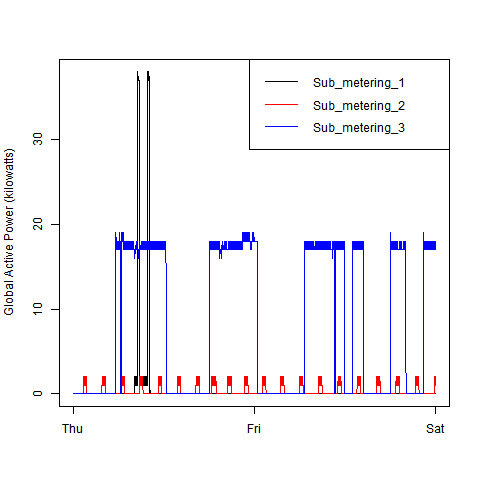 Sub_metering_1
Sub_metering_2
Sub_metering_3
Global Active Power (kilowatts)
30
20
10
0
Thu Fri Sat